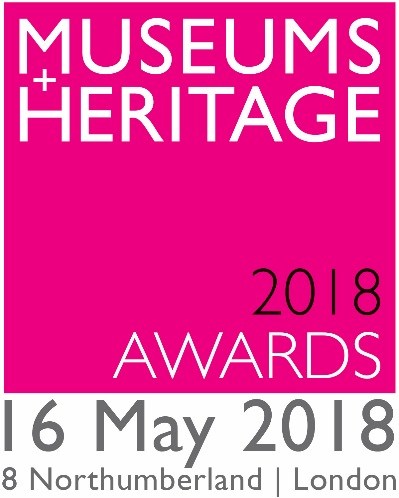 MUSEUMS
+
HERITAGE
2018
AWARDS
16 May 2018
8 Northumberland | London